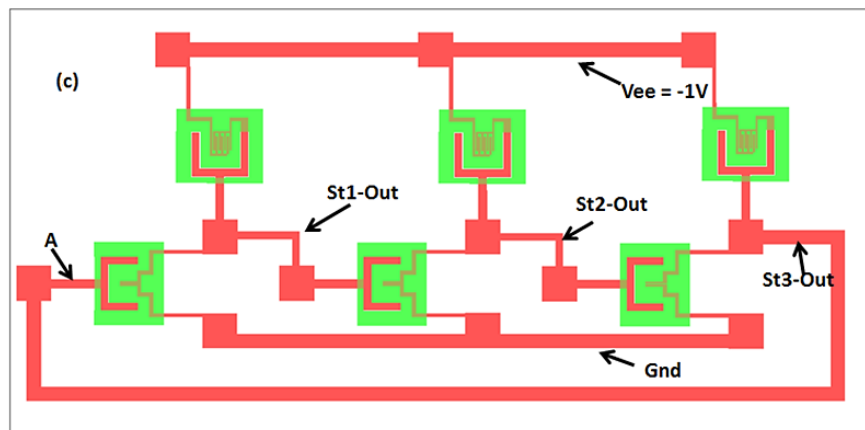 (c)
Vee = -1V
St1-Out
St2-Out
A
St3-Out
Gnd